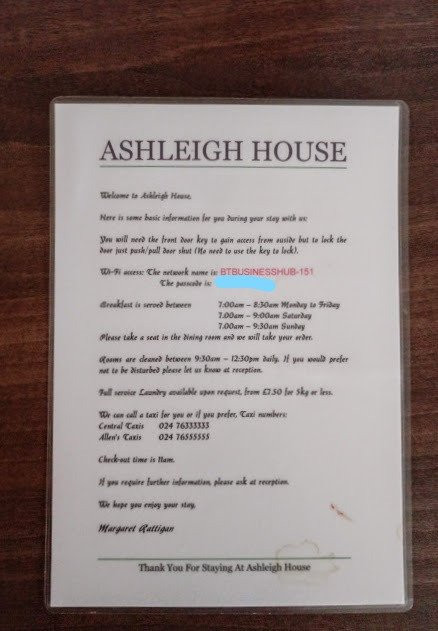 ASHLEIGH HOUSE
Welcome to Ashleigh House,
Here is some basic information for you during your stay with us:
You will need the front door key to gain access from ouside but to lock the
door just push/pull door shut (No need to use the key to lock).
Wi-Fi access: The network name is: BTBUSINESSHUB-151
The passcode is:
Breakfast is served between 7.00am – 8:30am Monday to Friday
7.00am – 9:00am Saturday
7.00am – 9:30am Sunday
Please take a seat in the dining room and we will take your order.
Rooms are cleaned between 9:30am – 12:30pm daily. If you would prefer
not to be disturbed please let us know at reception.
Full service Laundry available upon request, from £7.50 for 5kg or less.
We can call a taxi for you or if you prefer, Taxi numbers:
Central Taxis 024 76333333
Allen's Taxis 024 76555555
Check-out time is 11am.
If you require further information, please ask at reception.
We hope you enjoy your stay,
Margaret Rattigan
Thank You For Staying At Ashleigh House